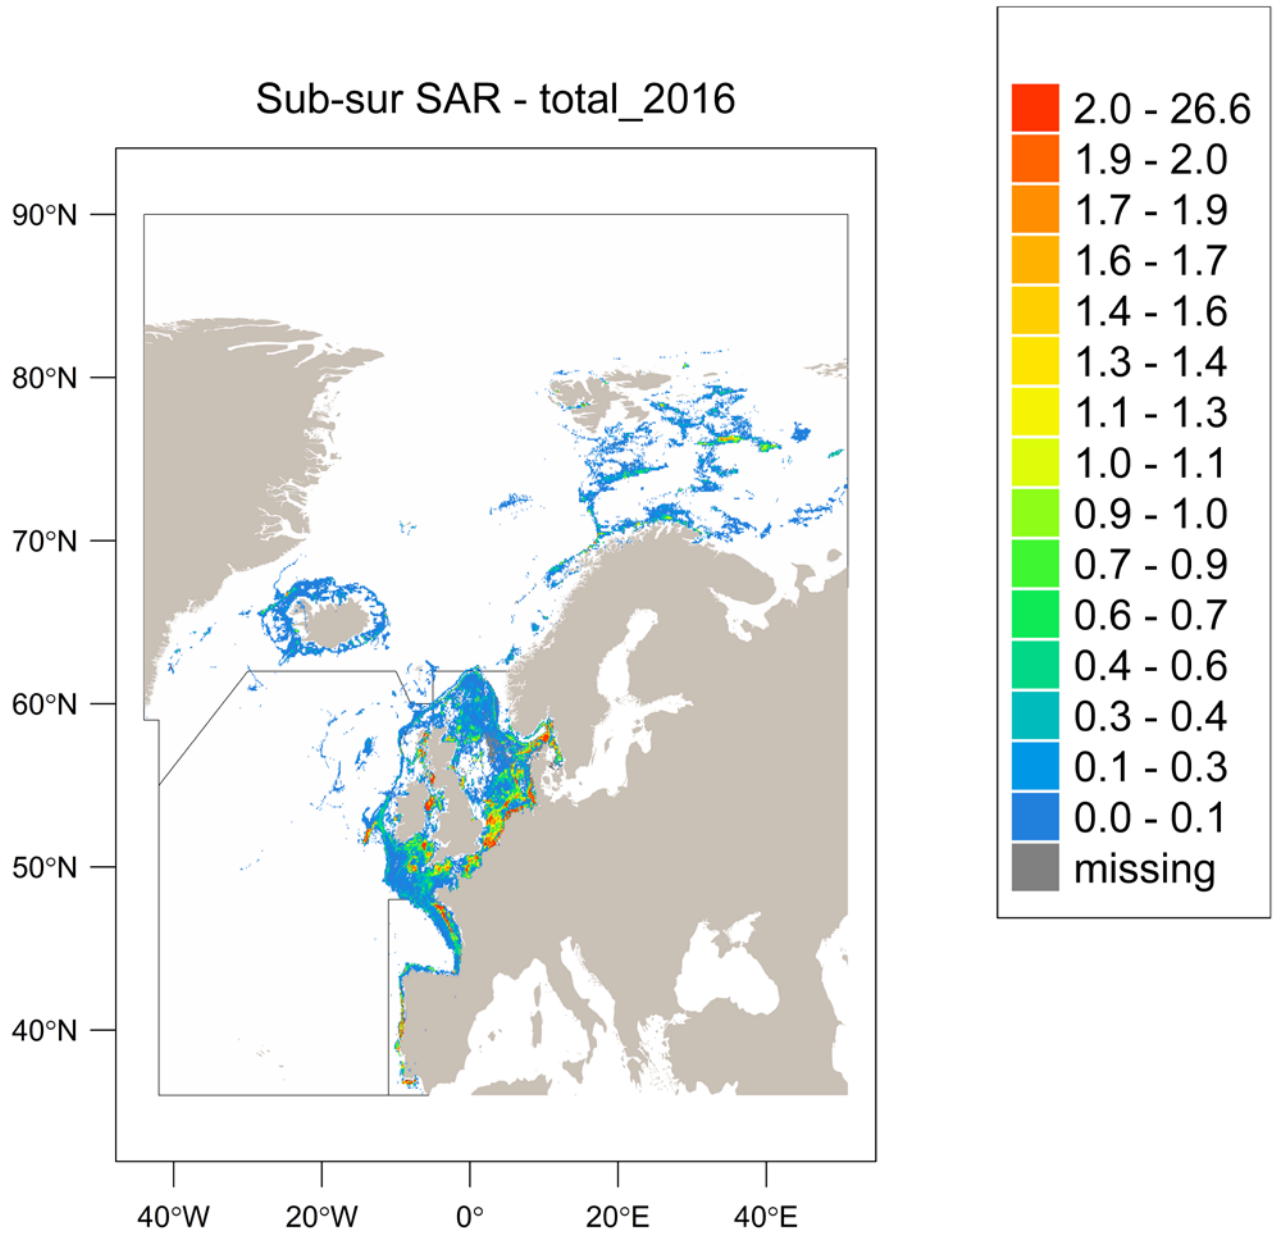 Sub-sur SAR - total_2016
90°N
80°N
70°N
60°N
50°N
40°N
40°W
20°W
0°
20°E
40°E
2.0 - 26.6
1.9 - 2.0
1.7 - 1.9
1.6 - 1.7
1.4 - 1.6
1.3 - 1.4
1.1 - 1.3
1.0 - 1.1
0.9 - 1.0
0.7 - 0.9
0.6 - 0.7
0.4 - 0.6
0.3 - 0.4
0.1 - 0.3
0.0 - 0.1
missing